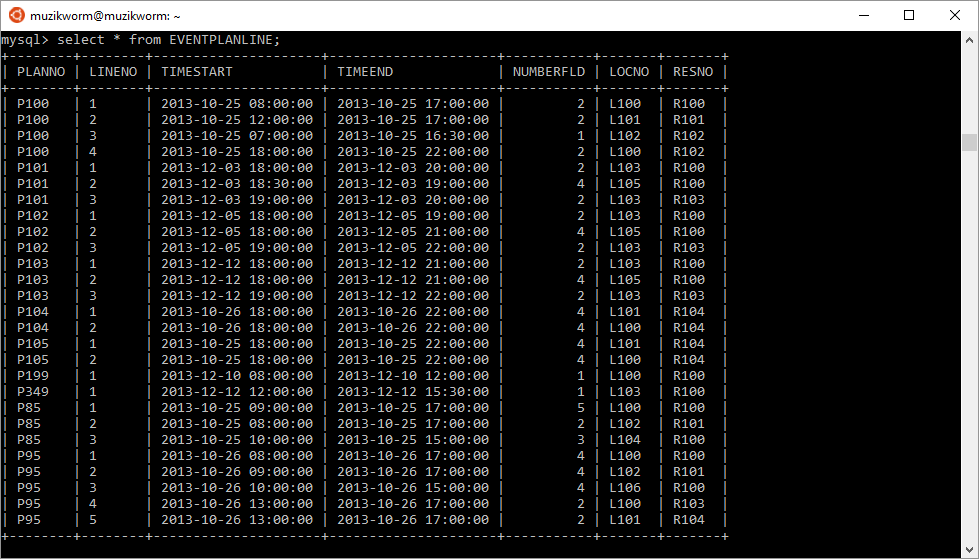 muzikworm@muzikworm: ~
mysql> select * from EVENTPLANLINE;
+--------+--------+---------------------+---------------------+-----------+-------+-------+
| PLANNO | LINENO | TIMESTART           | TIMEEND             | NUMBERFLD | LOCNO | RESNO |
+--------+--------+---------------------+---------------------+-----------+-------+-------+
| P100   | 1      | 2013-10-25 08:00:00 | 2013-10-25 17:00:00 |         2 | L100  | R100  |
| P100   | 2      | 2013-10-25 12:00:00 | 2013-10-25 17:00:00 |         2 | L101  | R101  |
| P100   | 3      | 2013-10-25 07:00:00 | 2013-10-25 16:30:00 |         1 | L102  | R102  |
| P100   | 4      | 2013-10-25 18:00:00 | 2013-10-25 22:00:00 |         2 | L100  | R102  |
| P101   | 1      | 2013-12-03 18:00:00 | 2013-12-03 20:00:00 |         2 | L103  | R100  |
| P101   | 2      | 2013-12-03 18:30:00 | 2013-12-03 19:00:00 |         4 | L105  | R100  |
| P101   | 3      | 2013-12-03 19:00:00 | 2013-12-03 20:00:00 |         2 | L103  | R103  |
| P102   | 1      | 2013-12-05 18:00:00 | 2013-12-05 19:00:00 |         2 | L103  | R100  |
| P102   | 2      | 2013-12-05 18:00:00 | 2013-12-05 21:00:00 |         4 | L105  | R100  |
| P102   | 3      | 2013-12-05 19:00:00 | 2013-12-05 22:00:00 |         2 | L103  | R103  |
| P103   | 1      | 2013-12-12 18:00:00 | 2013-12-12 21:00:00 |         2 | L103  | R100  |
| P103   | 2      | 2013-12-12 18:00:00 | 2013-12-12 21:00:00 |         4 | L105  | R100  |
| P103   | 3      | 2013-12-12 19:00:00 | 2013-12-12 22:00:00 |         2 | L103  | R103  |
| P104   | 1      | 2013-10-26 18:00:00 | 2013-10-26 22:00:00 |         4 | L101  | R104  |
| P104   | 2      | 2013-10-26 18:00:00 | 2013-10-26 22:00:00 |         4 | L100  | R104  |
| P105   | 1      | 2013-10-25 18:00:00 | 2013-10-25 22:00:00 |         4 | L101  | R104  |
| P105   | 2      | 2013-10-25 18:00:00 | 2013-10-25 22:00:00 |         4 | L100  | R104  |
| P199   | 1      | 2013-12-10 08:00:00 | 2013-12-10 12:00:00 |         1 | L100  | R100  |
| P349   | 1      | 2013-12-12 12:00:00 | 2013-12-12 15:30:00 |         1 | L103  | R100  |
| P85    | 1      | 2013-10-25 09:00:00 | 2013-10-25 17:00:00 |         5 | L100  | R100  |
| P85    | 2      | 2013-10-25 08:00:00 | 2013-10-25 17:00:00 |         2 | L102  | R101  |
| P85    | 3      | 2013-10-25 10:00:00 | 2013-10-25 15:00:00 |         3 | L104  | R100  |
| P95    | 1      | 2013-10-26 08:00:00 | 2013-10-26 17:00:00 |         4 | L100  | R100  |
| P95    | 2      | 2013-10-26 09:00:00 | 2013-10-26 17:00:00 |         4 | L102  | R101  |
| P95    | 3      | 2013-10-26 10:00:00 | 2013-10-26 15:00:00 |         4 | L106  | R100  |
| P95    | 4      | 2013-10-26 13:00:00 | 2013-10-26 17:00:00 |         2 | L100  | R103  |
| P95    | 5      | 2013-10-26 13:00:00 | 2013-10-26 17:00:00 |         2 | L101  | R104  |
+--------+--------+---------------------+---------------------+-----------+-------+-------+